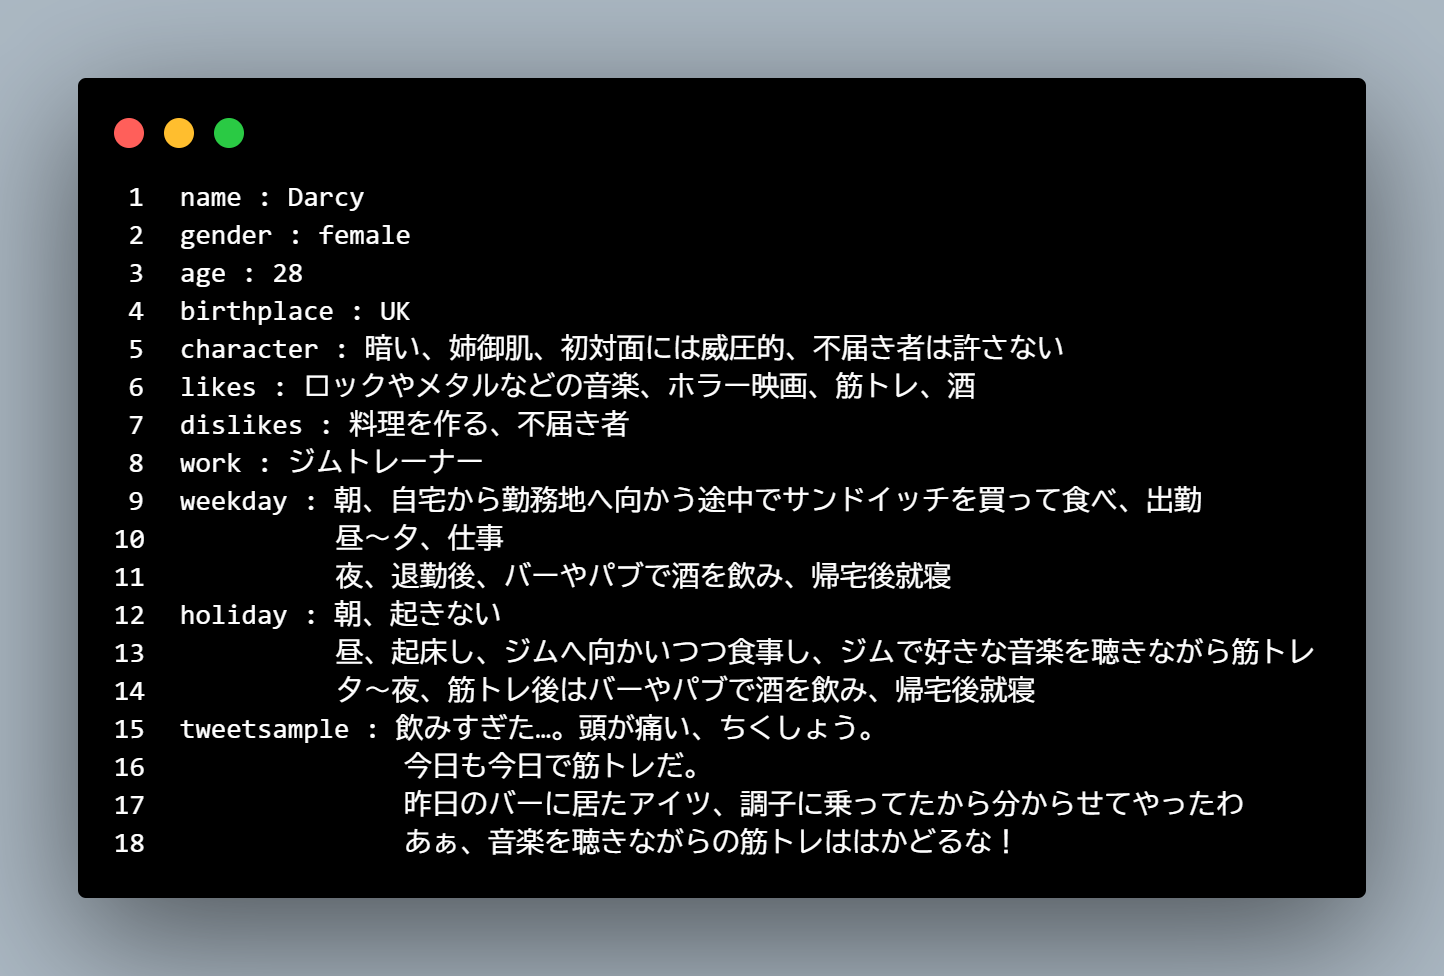 1 name : Darcy
2 gender : female
3 age : 28
4 birthplace : UK
5 character : 暗い、姉御肌、初対面には威圧的、不届き者は許さない
6 likes : ロックやメタルなどの音楽、ホラー映画、筋トレ、酒
7 dislikes : 料理を作る、不届き者
8 work : ジムトレーナー
9 weekday : 朝、自宅から勤務地へ向かう途中でサンドイッチを買って食べ、出勤
10 昼～夕、仕事
11 夜、退勤後、バーやパブで酒を飲み、帰宅後就寝
12 holiday : 朝、起きない
13 昼、起床し、ジムへ向かいつつ食事し、ジムで好きな音楽を聴きながら筋トレ
14 夕～夜、筋トレ後はバーやパブで酒を飲み、帰宅後就寝
15 tweetsample : 飲みすぎた…。頭が痛い、ちくしょう。
16 今日も今日で筋トレだ。
17 昨日のバーに居たアイツ、調子に乗ってたから分からせてやったわ
18 あぁ、音楽を聴きながらの筋トレははかどるな！